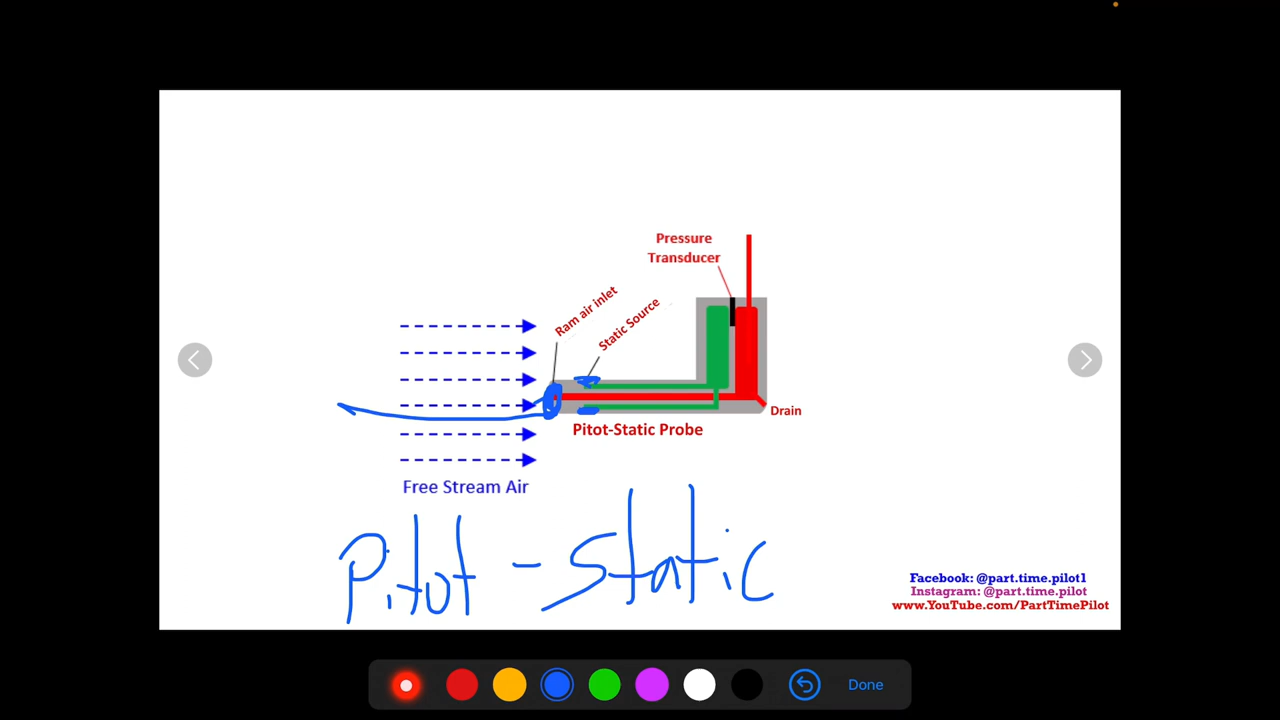 Pressure
Transducer
Ram air inlet
Static Source
Drain
Pitot-Static Probe
Free Stream Air
Pitot - Static
Facebook: @part.time.pilot1
Instagram: @part.time.pilot
www.YouTube.com/PartTimePilot
Done